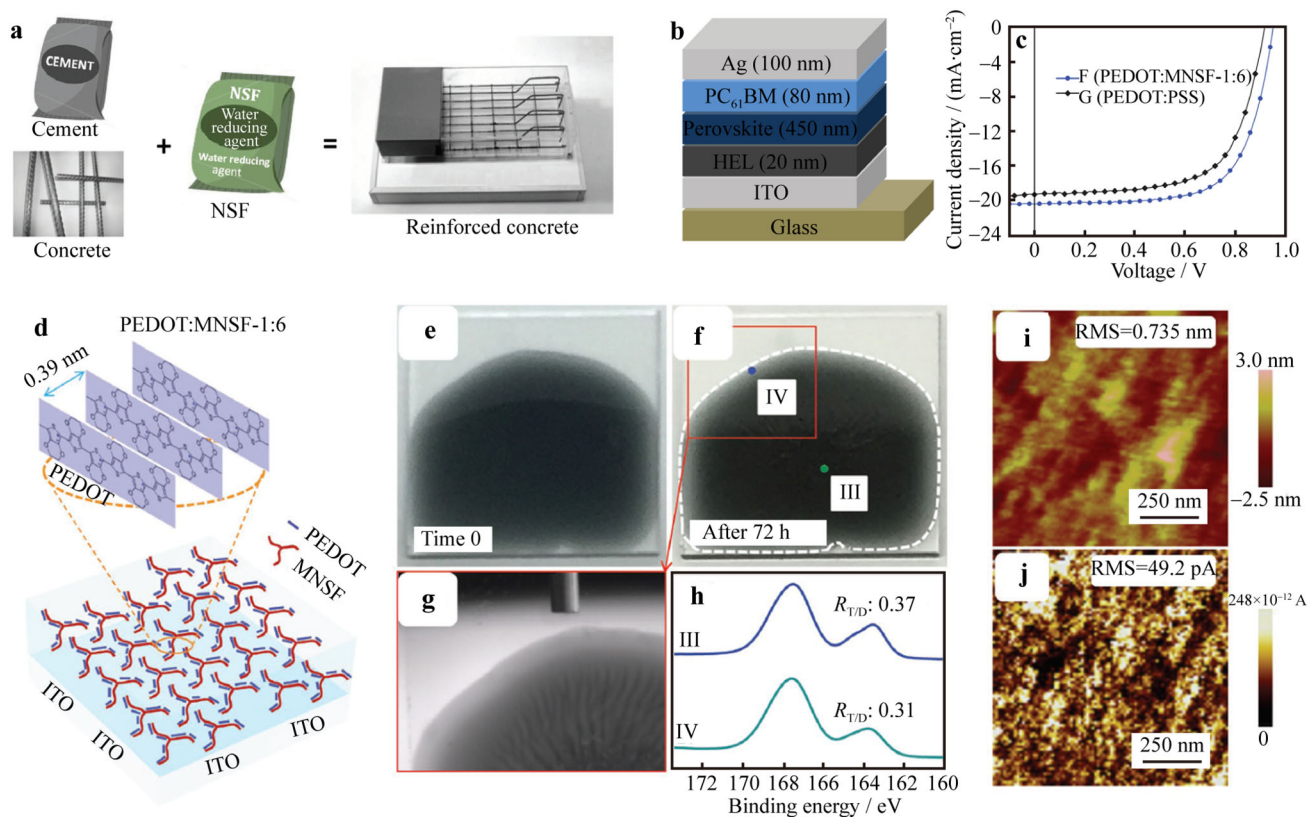 a
CEMENT
Cement
Concrete
+
NSF
Water
reducing
agent
Water reducing
agent
NSF
=
Reinforced concrete
b
Ag (100 nm)
PC₆₁BM (80 nm)
Perovskite (450 nm)
HEL (20 nm)
ITO
Glass
c
Current density / (mA·cm⁻²)
0
−4
−8
−12
−16
−20
−24
F (PEDOT:MNSF-1:6)
G (PEDOT:PSS)
0 0.2 0.4 0.6 0.8 1.0
Voltage / V
d
PEDOT:MNSF-1:6
0.39 nm
PEDOT
PEDOT
MNSF
ITO
ITO
ITO
ITO
e
Time 0
f
IV
III
After 72 h
g
h
III
R_T/D: 0.37
IV
R_T/D: 0.31
172 170 168 166 164 162 160
Binding energy / eV
i
RMS=0.735 nm
3.0 nm
−2.5 nm
250 nm
j
RMS=49.2 pA
248×10⁻¹² A
0
250 nm